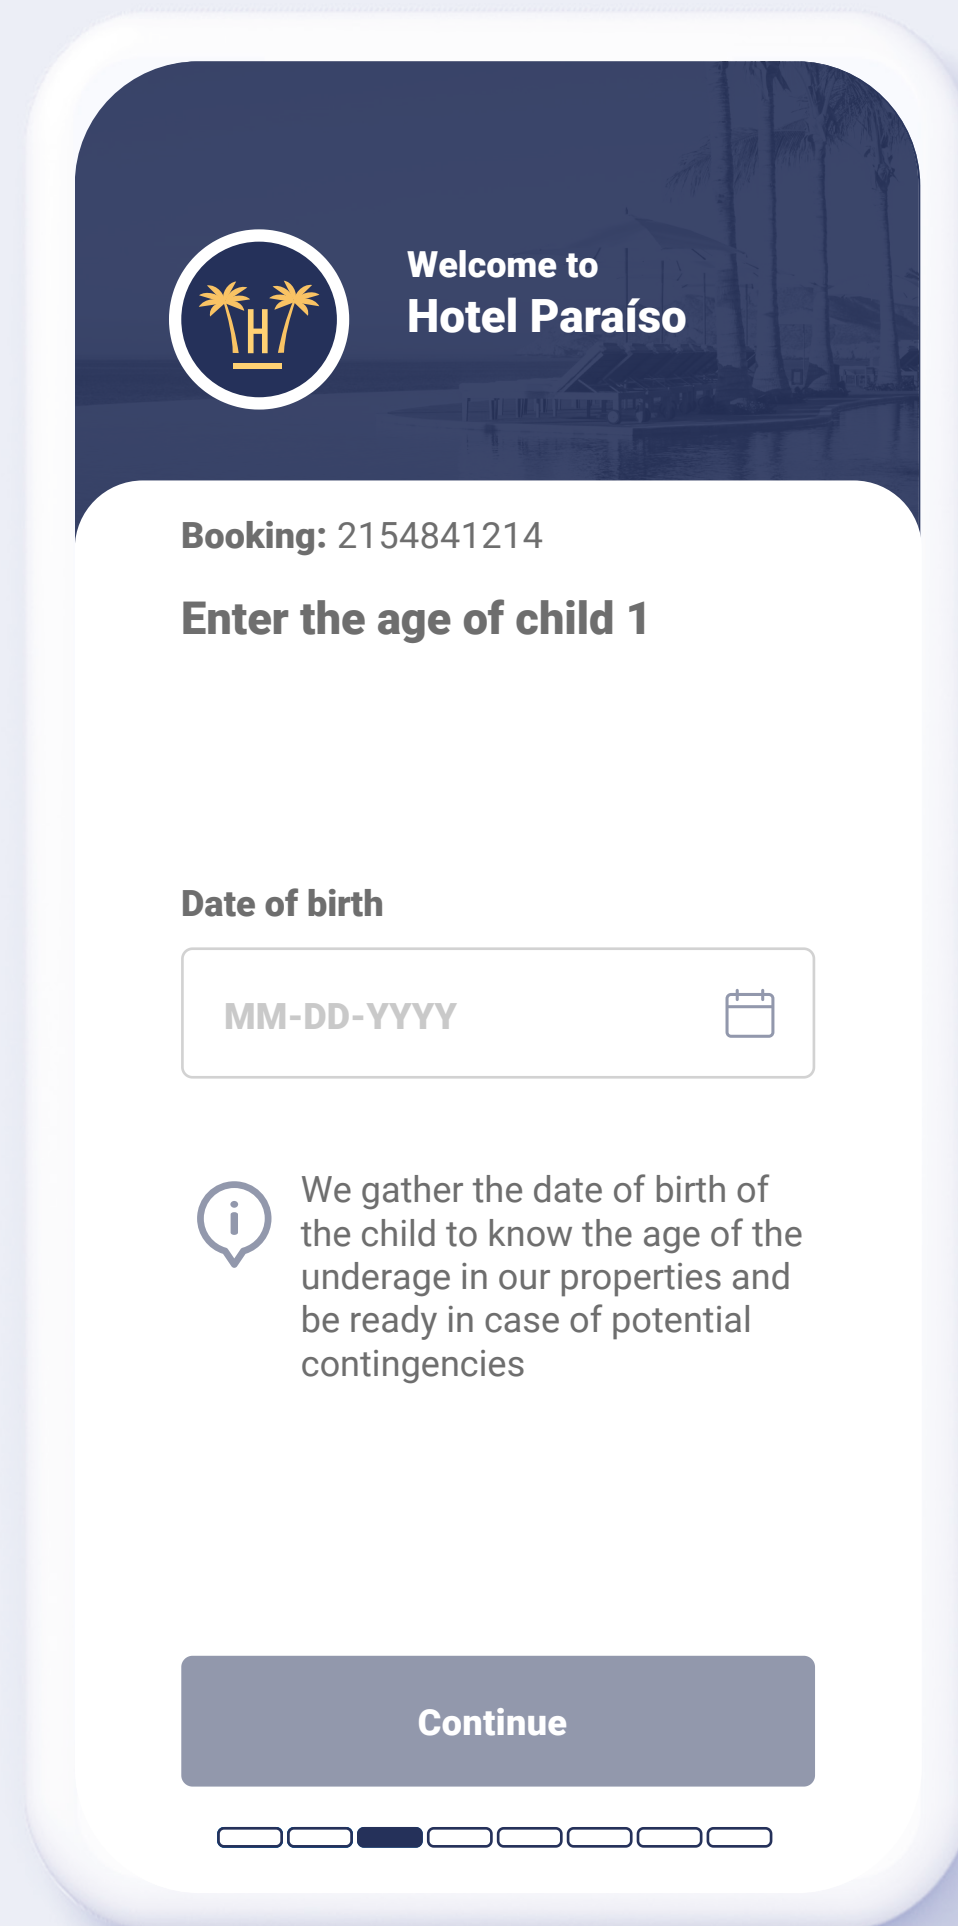 H
Welcome to
Hotel Paraíso
Booking: 2154841214
Enter the age of child 1
Date of birth
MM-DD-YYYY
We gather the date of birth of
the child to know the age of the
underage in our properties and
be ready in case of potential
contingencies
Continue